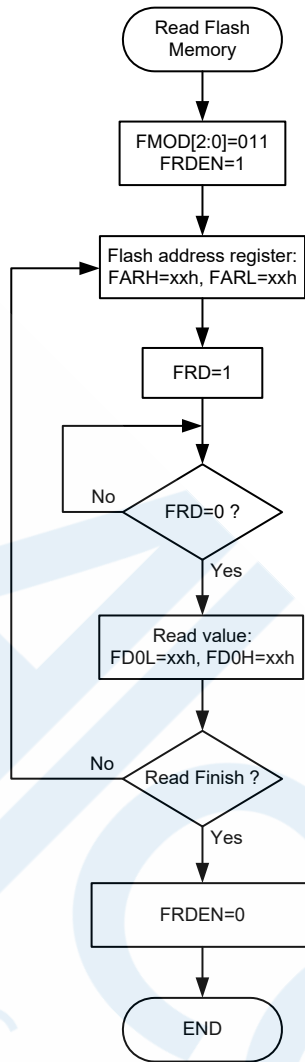 Read Flash
Memory
FMOD[2:0]=011
FRDEN=1
Flash address register:
FARH=xxh, FARL=xxh
FRD=1
No
FRD=0 ?
Yes
Read value:
FD0L=xxh, FD0H=xxh
No
Read Finish ?
Yes
FRDEN=0
END